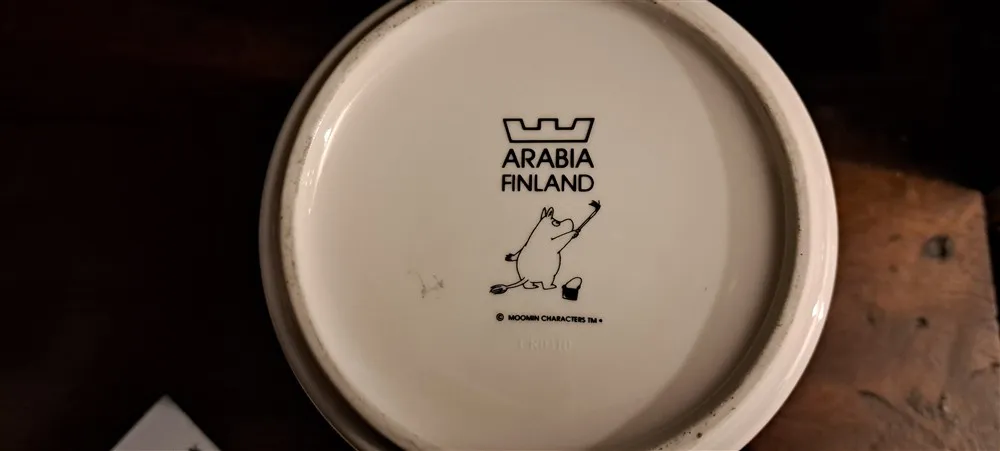 ARABIA
FINLAND
© MOOMIN CHARACTERS TM •